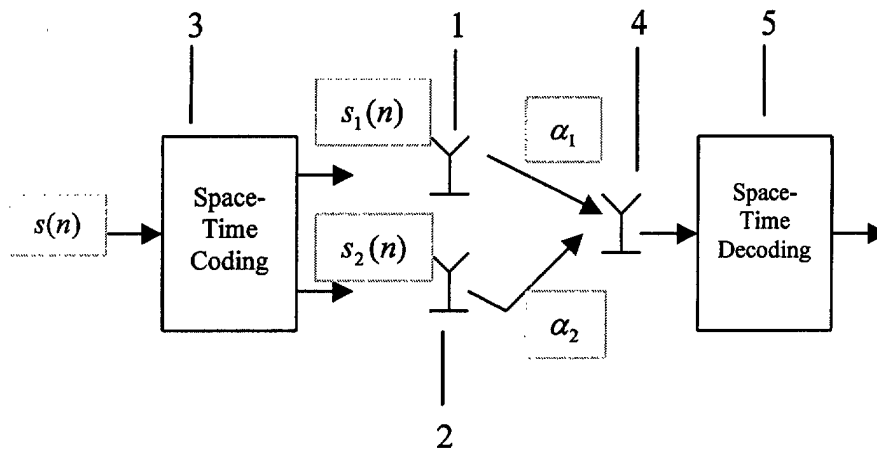 3
1
4
5
s₁(n)
α₁
s(n)
Space-
Time
Coding
s₂(n)
Space-
Time
Decoding
α₂
2